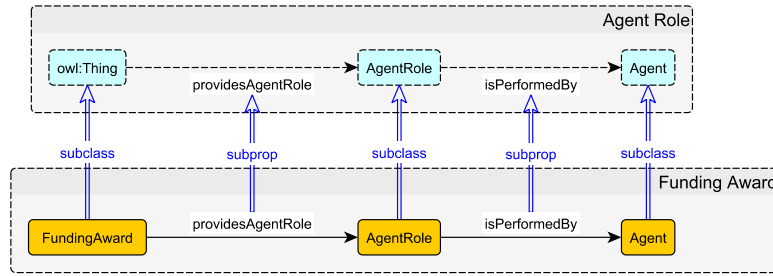 Agent Role
owl:Thing
AgentRole
Agent
providesAgentRole
isPerformedBy
subclass
subprop
subclass
subprop
subclass
Funding Award
providesAgentRole
isPerformedBy
FundingAward
AgentRole
Agent